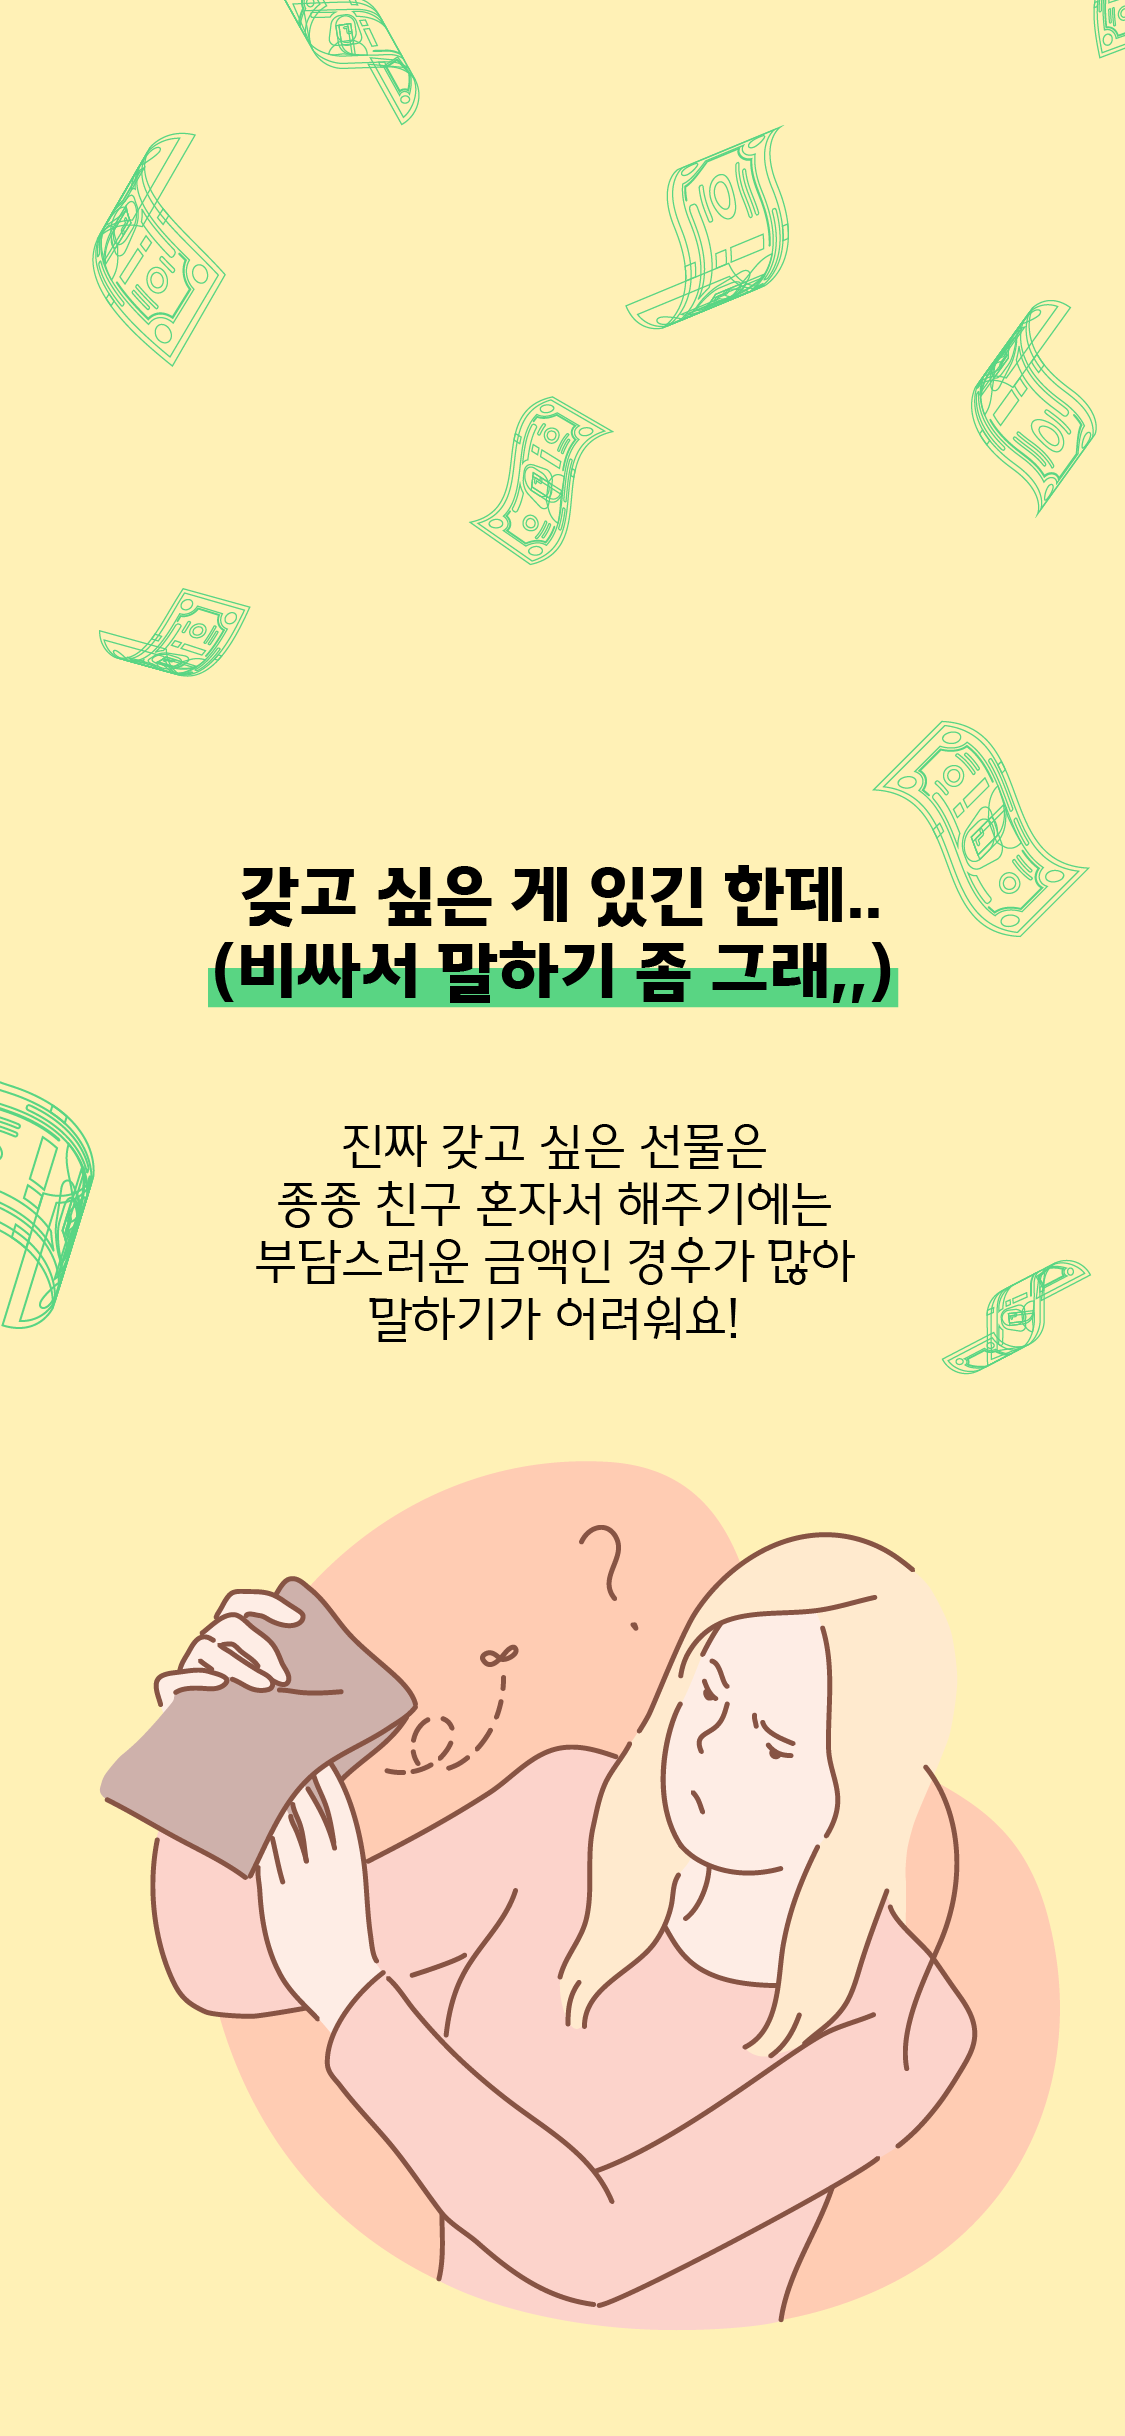 갖고 싶은 게 있긴 한데..
(비싸서 말하기 좀 그래,,)
진짜 갖고 싶은 선물은
종종 친구 혼자서 해주기에는
부담스러운 금액인 경우가 많아
말하기가 어려워요!
?